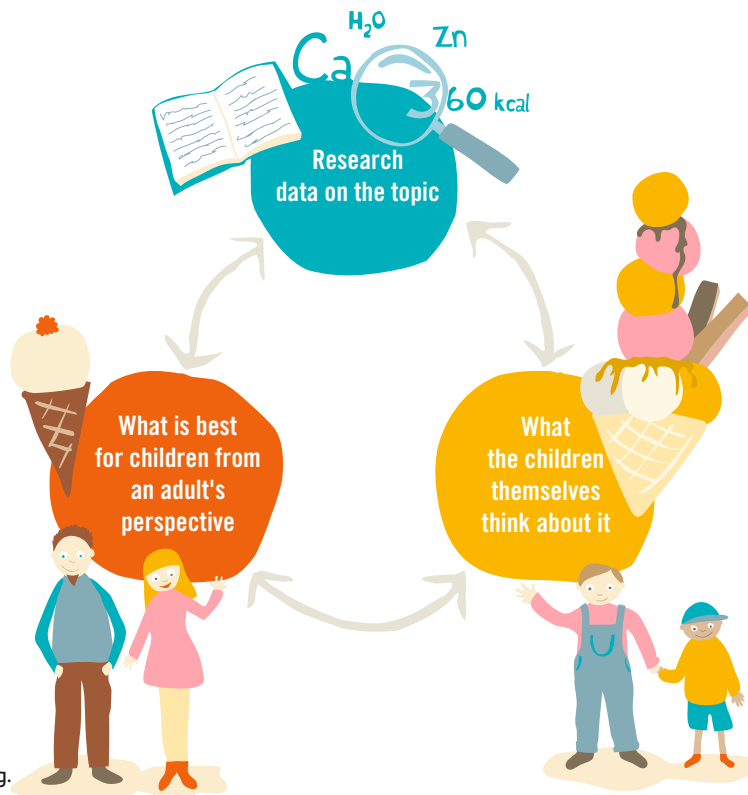 H₂O
Zn
Ca
360 kcal
Research
data on the topic
What is best
for children from
an adult's
perspective
What
the children
themselves
think about it
g.